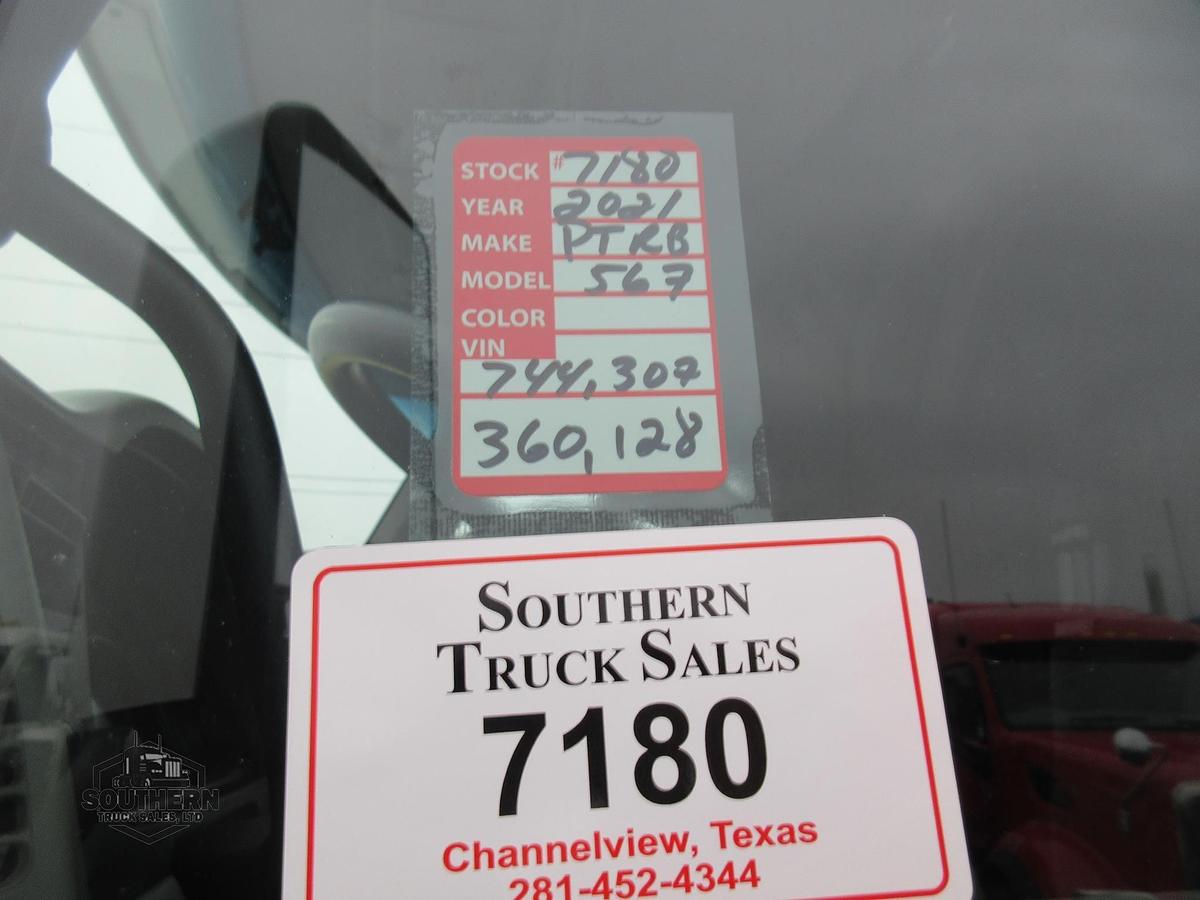 STOCK #7180
YEAR 2021
MAKE PTRB
MODEL 567
COLOR
VIN
744,307
360,128
SOUTHERN
TRUCK SALES
7180
Channelview, Texas
281-452-4344
SOUTHERN
TRUCK SALES, LTD